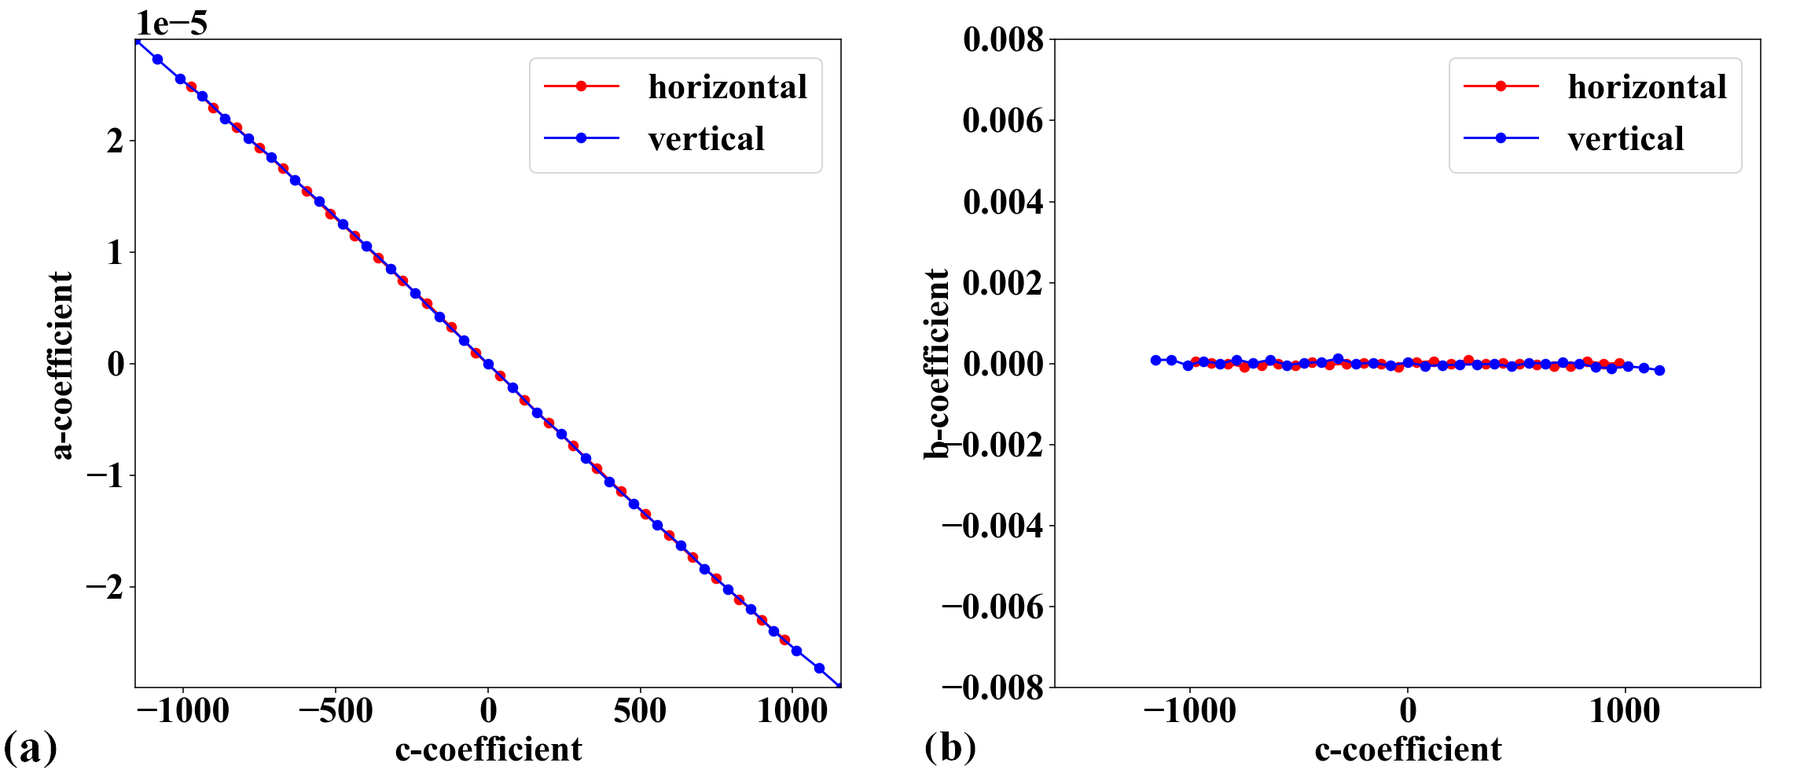 1e−5
2
1
0
−1
−2
a-coefficient
horizontal
vertical
−1000
−500
0
500
1000
c-coefficient
(a)
0.008
0.006
0.004
0.002
0.000
−0.002
−0.004
−0.006
−0.008
b-coefficient
horizontal
vertical
−1000
0
1000
c-coefficient
(b)